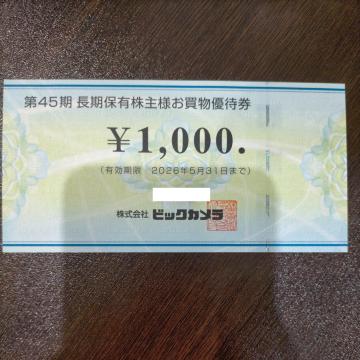 第45期 長期保有株主様お買物優待券
¥1,000.
(有効期限 2026年5月31日まで)
株式会社 ビックカメラ